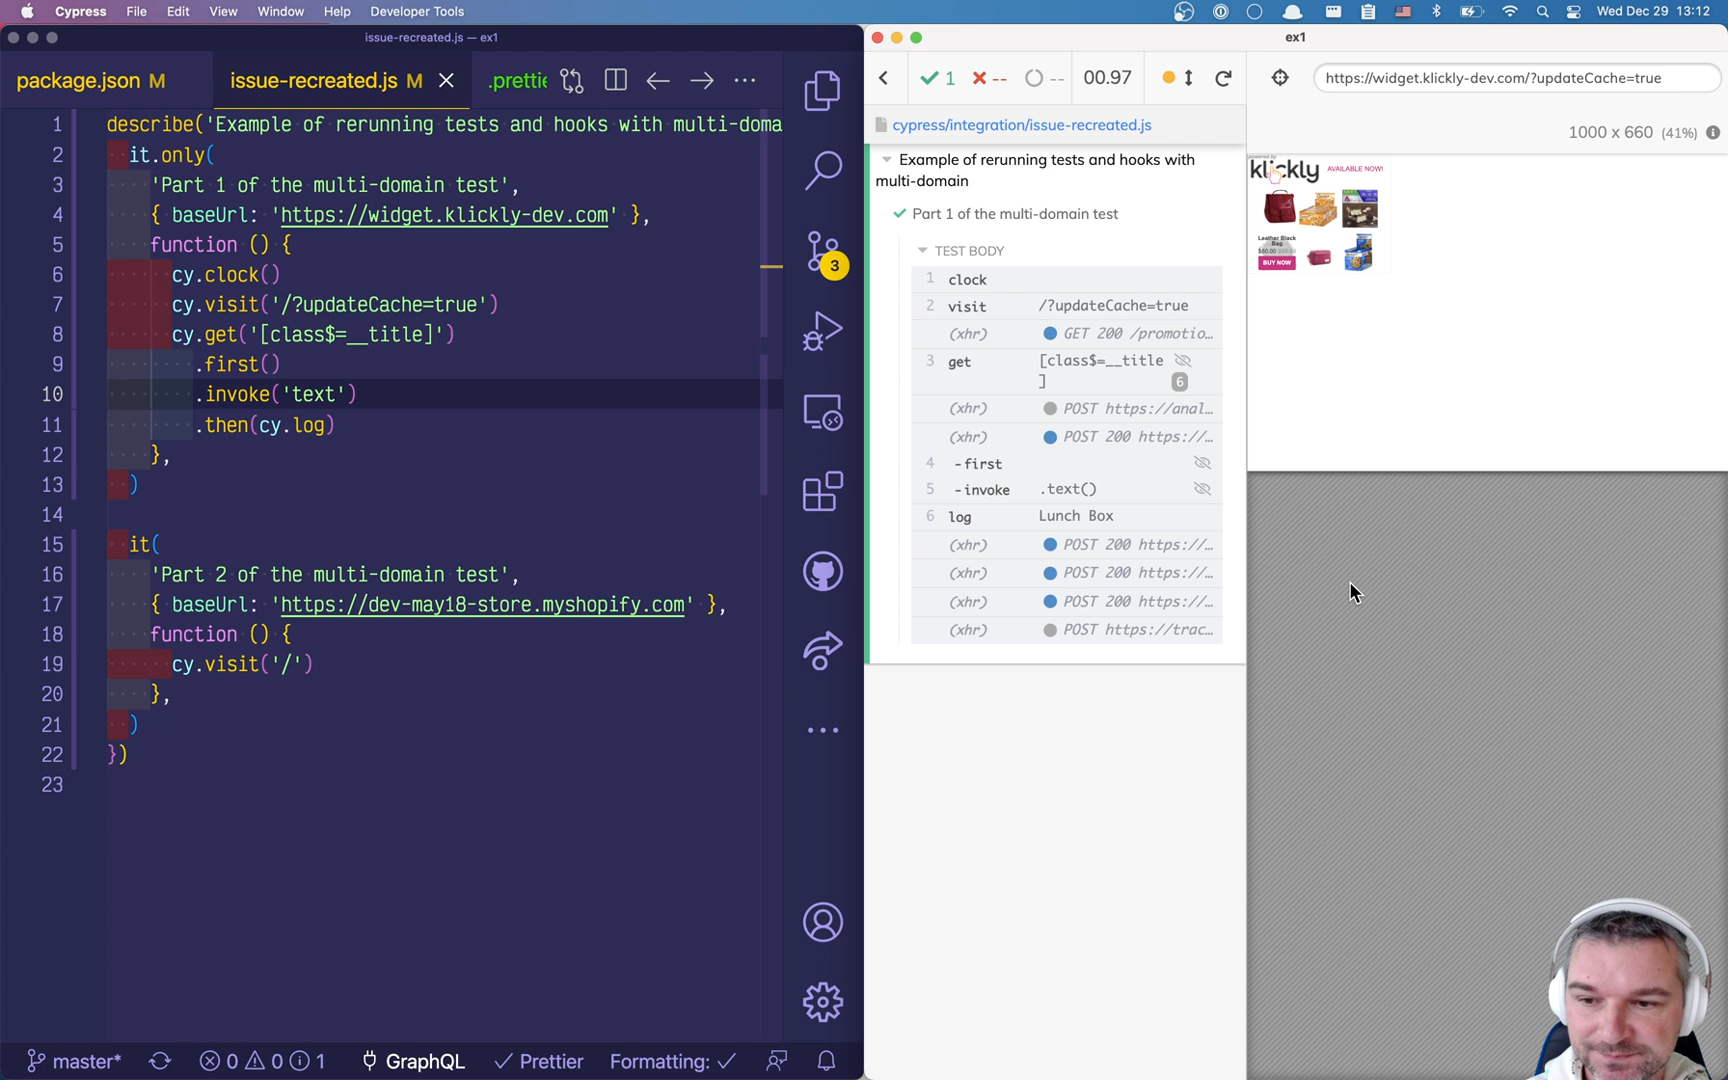 Cypress File Edit View Window Help Developer Tools Wed Dec 29 13:12
issue-recreated.js — ex1
package.json M issue-recreated.js M .prettie
1 describe('Example of rerunning tests and hooks with multi-doma
2 it.only(
3 'Part 1 of the multi-domain test',
4 { baseUrl: 'https://widget.klickly-dev.com' },
5 function () {
6 cy.clock()
7 cy.visit('/?updateCache=true')
8 cy.get('[class$=__title]')
9 .first()
10 .invoke('text')
11 .then(cy.log)
12 },
13 )
14
15 it(
16 'Part 2 of the multi-domain test',
17 { baseUrl: 'https://dev-may18-store.myshopify.com' },
18 function () {
19 cy.visit('/')
20 },
21 )
22 })
23
3
master* 0 0 1 GraphQL Prettier Formatting:
ex1
1 -- -- 00.97
https://widget.klickly-dev.com/?updateCache=true
cypress/integration/issue-recreated.js
1000 x 660 (41%)
Example of rerunning tests and hooks with
multi-domain
Part 1 of the multi-domain test
TEST BODY
1 clock
2 visit /?updateCache=true
(xhr) GET 200 /promotio...
3 get [class$=__title
] 6
(xhr) POST https://anal...
(xhr) POST 200 https://...
4 -first
5 -invoke .text()
6 log Lunch Box
(xhr) POST 200 https://...
(xhr) POST 200 https://...
(xhr) POST 200 https://...
(xhr) POST https://trac...
klickly AVAILABLE NOW!
Leather Black
Bag
BUY NOW